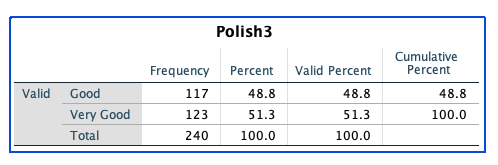 Polish3
Frequency Percent Valid Percent Cumulative Percent
Valid Good 117 48.8 48.8 48.8
Very Good 123 51.3 51.3 100.0
Total 240 100.0 100.0